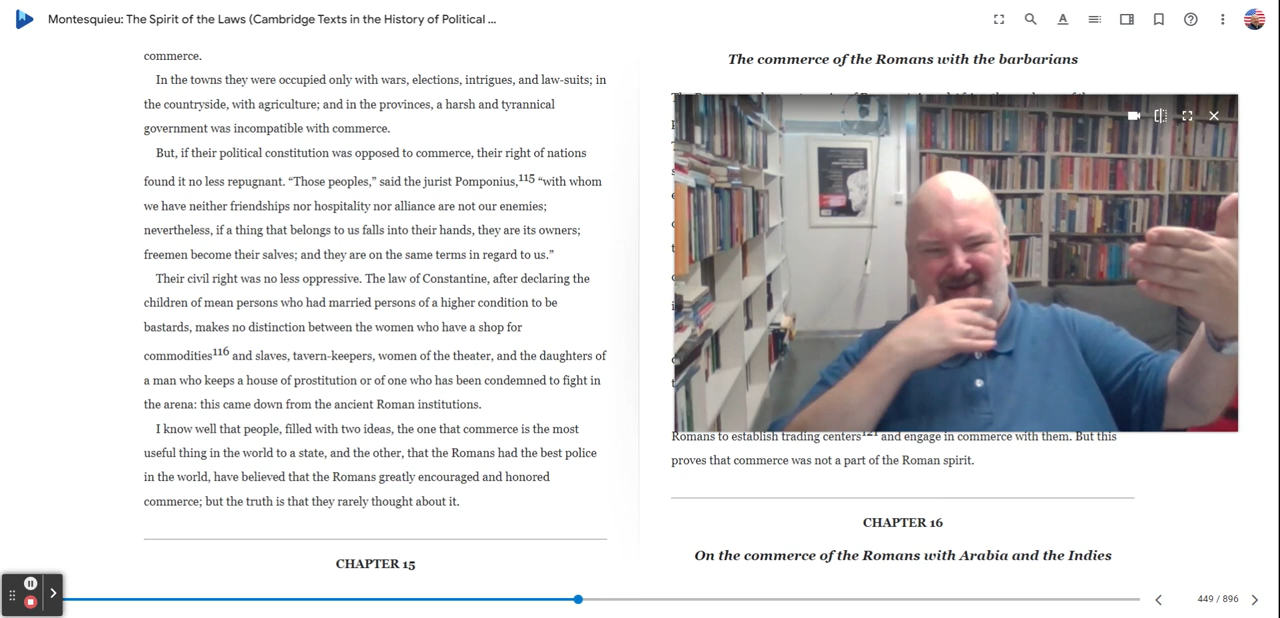 Montesquieu: The Spirit of the Laws (Cambridge Texts in the History of Political ...
commerce.
In the towns they were occupied only with wars, elections, intrigues, and law-suits; in
the countryside, with agriculture; and in the provinces, a harsh and tyrannical
government was incompatible with commerce.
But, if their political constitution was opposed to commerce, their right of nations
found it no less repugnant. “Those peoples,” said the jurist Pomponius,115 “with whom
we have neither friendships nor hospitality nor alliance are not our enemies;
nevertheless, if a thing that belongs to us falls into their hands, they are its owners;
freemen become their salves; and they are on the same terms in regard to us.”
Their civil right was no less oppressive. The law of Constantine, after declaring the
children of mean persons who had married persons of a higher condition to be
bastards, makes no distinction between the women who have a shop for
commodities116 and slaves, tavern-keepers, women of the theater, and the daughters of
a man who keeps a house of prostitution or of one who has been condemned to fight in
the arena: this came down from the ancient Roman institutions.
I know well that people, filled with two ideas, the one that commerce is the most
useful thing in the world to a state, and the other, that the Romans had the best police
in the world, have believed that the Romans greatly encouraged and honored
commerce; but the truth is that they rarely thought about it.
CHAPTER 15
The commerce of the Romans with the barbarians
Romans to establish trading centers121 and engage in commerce with them. But this
proves that commerce was not a part of the Roman spirit.
CHAPTER 16
On the commerce of the Romans with Arabia and the Indies
449 / 896